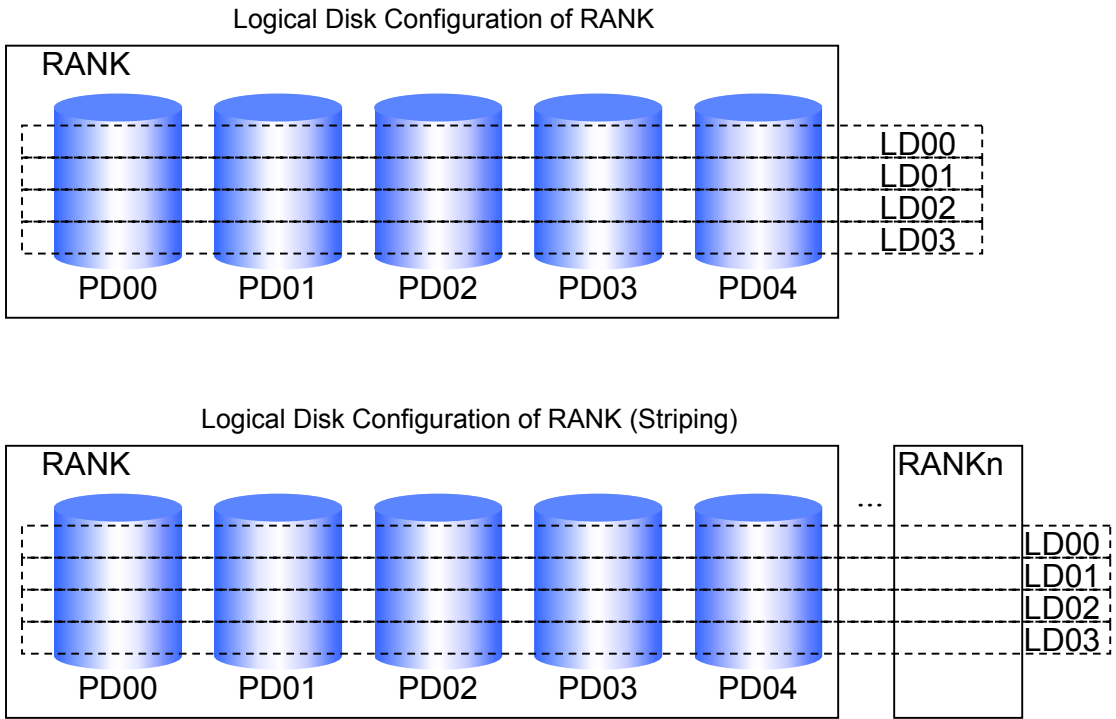 Logical Disk Configuration of RANK
RANK
LD00
LD01
LD02
LD03
PD00 PD01 PD02 PD03 PD04
Logical Disk Configuration of RANK (Striping)
RANK
...
RANKn
LD00
LD01
LD02
LD03
PD00 PD01 PD02 PD03 PD04